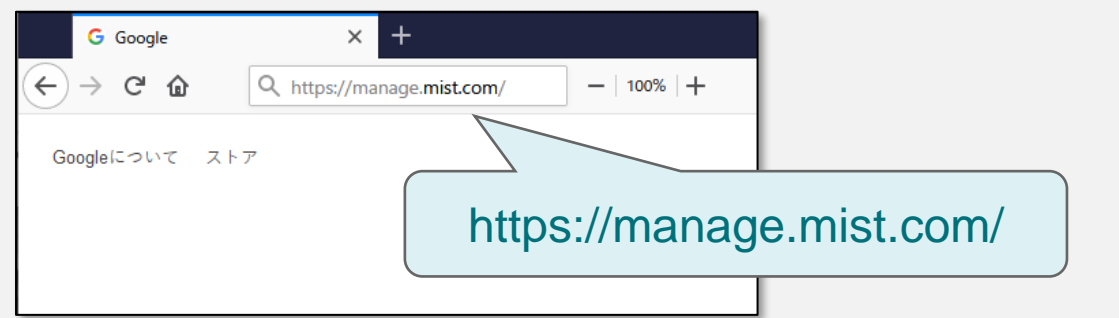 Google
https://manage.mist.com/
100%
Googleについて ストア
https://manage.mist.com/